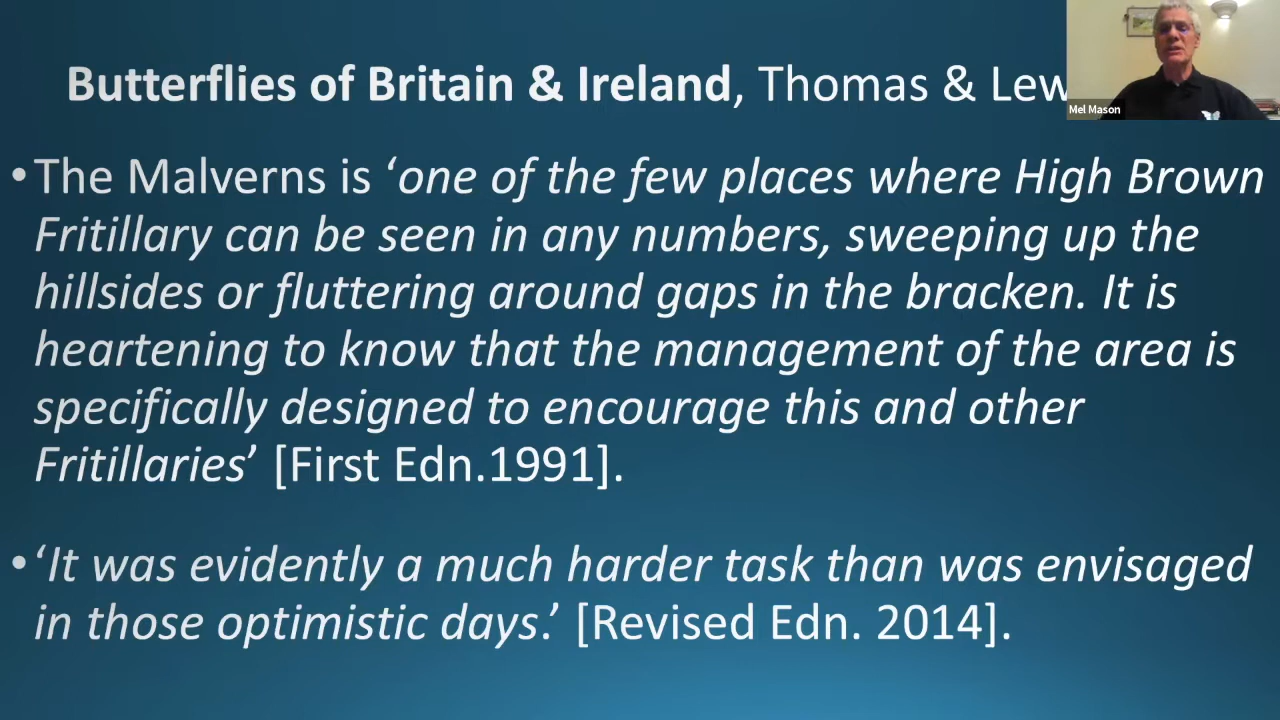 Butterflies of Britain & Ireland, Thomas & Lew
Mel Mason
•The Malverns is ‘one of the few places where High Brown
Fritillary can be seen in any numbers, sweeping up the
hillsides or fluttering around gaps in the bracken. It is
heartening to know that the management of the area is
specifically designed to encourage this and other
Fritillaries’ [First Edn.1991].
•‘It was evidently a much harder task than was envisaged
in those optimistic days.’ [Revised Edn. 2014].